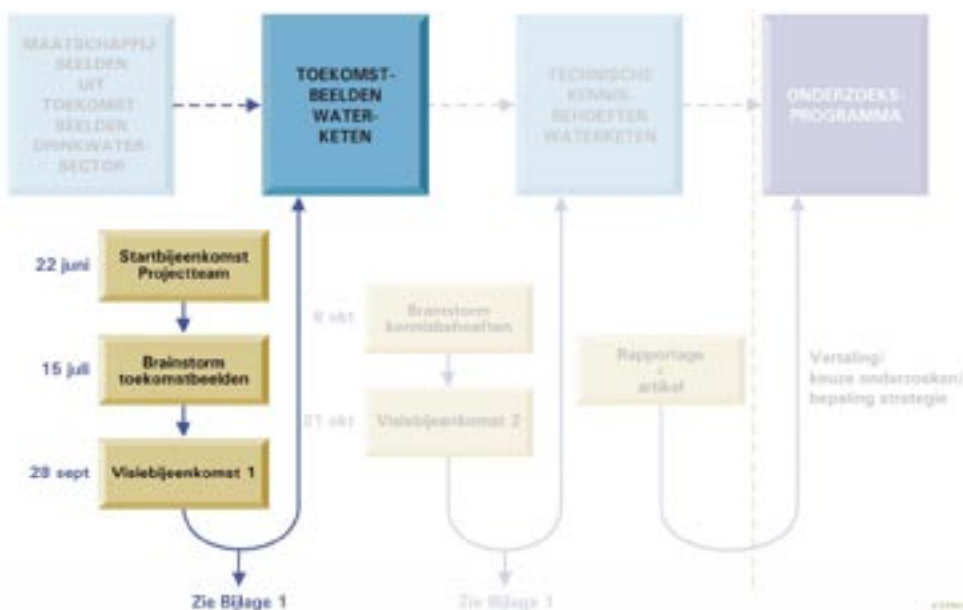 MAATSCHAPPIJ
BEELDEN
UIT
TOEKOMST
BEELDEN
DRINKWATER-
SECTOR
TOEKOMST-
BEELDEN
WATER-
KETEN
TECHNISCHE
KENNIS-
BEHOEFTEN
WATERKETEN
ONDERZOEKS-
PROGRAMMA
22 juni
Startbijeenkomst
Projectteam
15 juli
Brainstorm
toekomstbeelden
28 sept
Visiebijeenkomst 1
Zie Bijlage 1
okt
Brainstorm
kennisbehoeften
21 okt
Visiebijeenkomst 2
Zie Bijlage 1
Rapportage
+
artikel
Vertaling/
keuze onderzoeken/
bepaling strategie